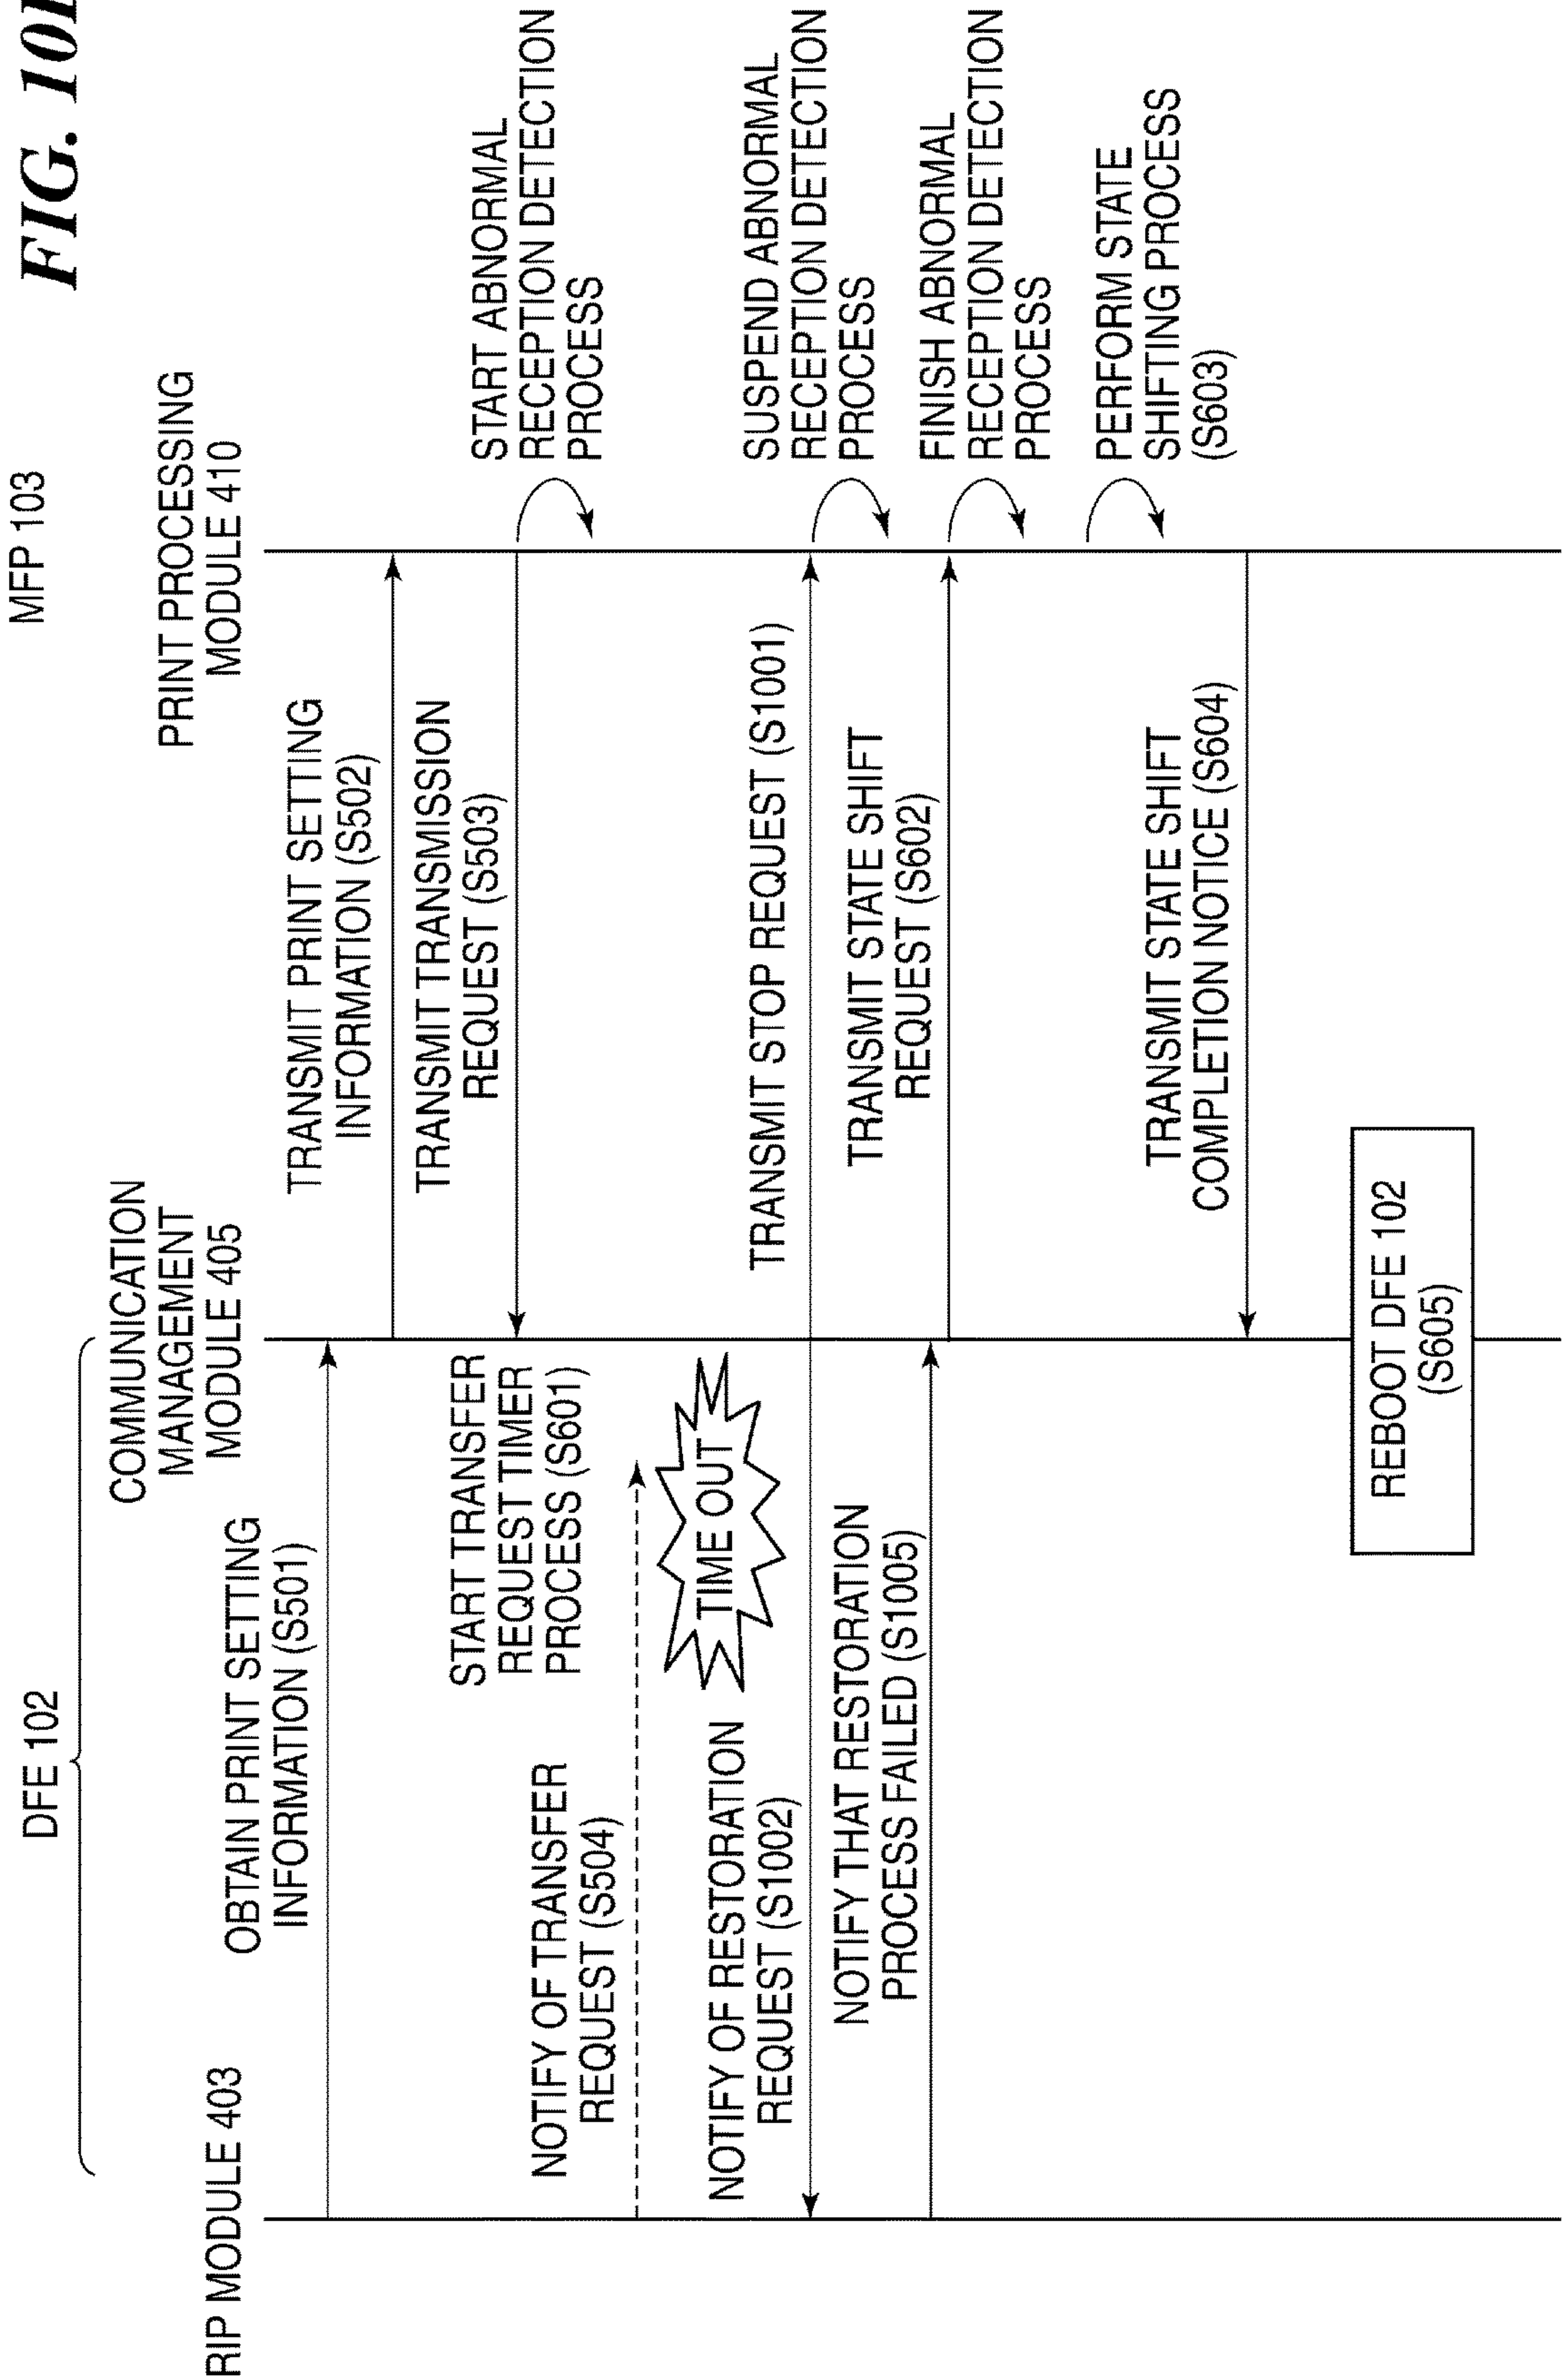 FIG. 10B
DFE 102
MFP 103
RIP MODULE 403
COMMUNICATION
MANAGEMENT
MODULE 405
PRINT PROCESSING
MODULE 410
OBTAIN PRINT SETTING
INFORMATION (S501)
TRANSMIT PRINT SETTING
INFORMATION (S502)
TRANSMIT TRANSMISSION
REQUEST (S503)
START ABNORMAL
RECEPTION DETECTION
PROCESS
START TRANSFER
REQUEST TIMER
PROCESS (S601)
NOTIFY OF TRANSFER
REQUEST (S504)
TIME OUT
NOTIFY OF RESTORATION
REQUEST (S1002)
TRANSMIT STOP REQUEST (S1001)
SUSPEND ABNORMAL
RECEPTION DETECTION
PROCESS
NOTIFY THAT RESTORATION
PROCESS FAILED (S1005)
TRANSMIT STATE SHIFT
REQUEST (S602)
FINISH ABNORMAL
RECEPTION DETECTION
PROCESS
PERFORM STATE
SHIFTING PROCESS
(S603)
TRANSMIT STATE SHIFT
COMPLETION NOTICE (S604)
REBOOT DFE 102
(S605)